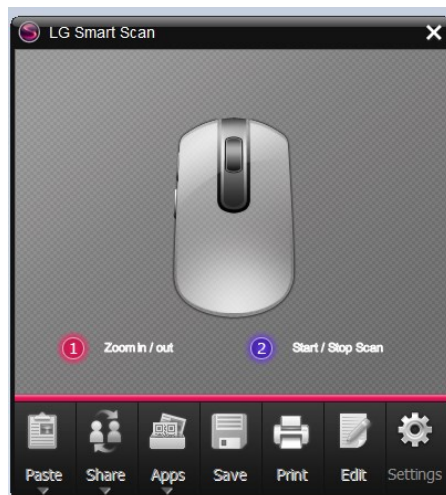 LG Smart Scan
1 Zoom in / out 2 Start / Stop Scan
Paste Share Apps Save Print Edit Settings